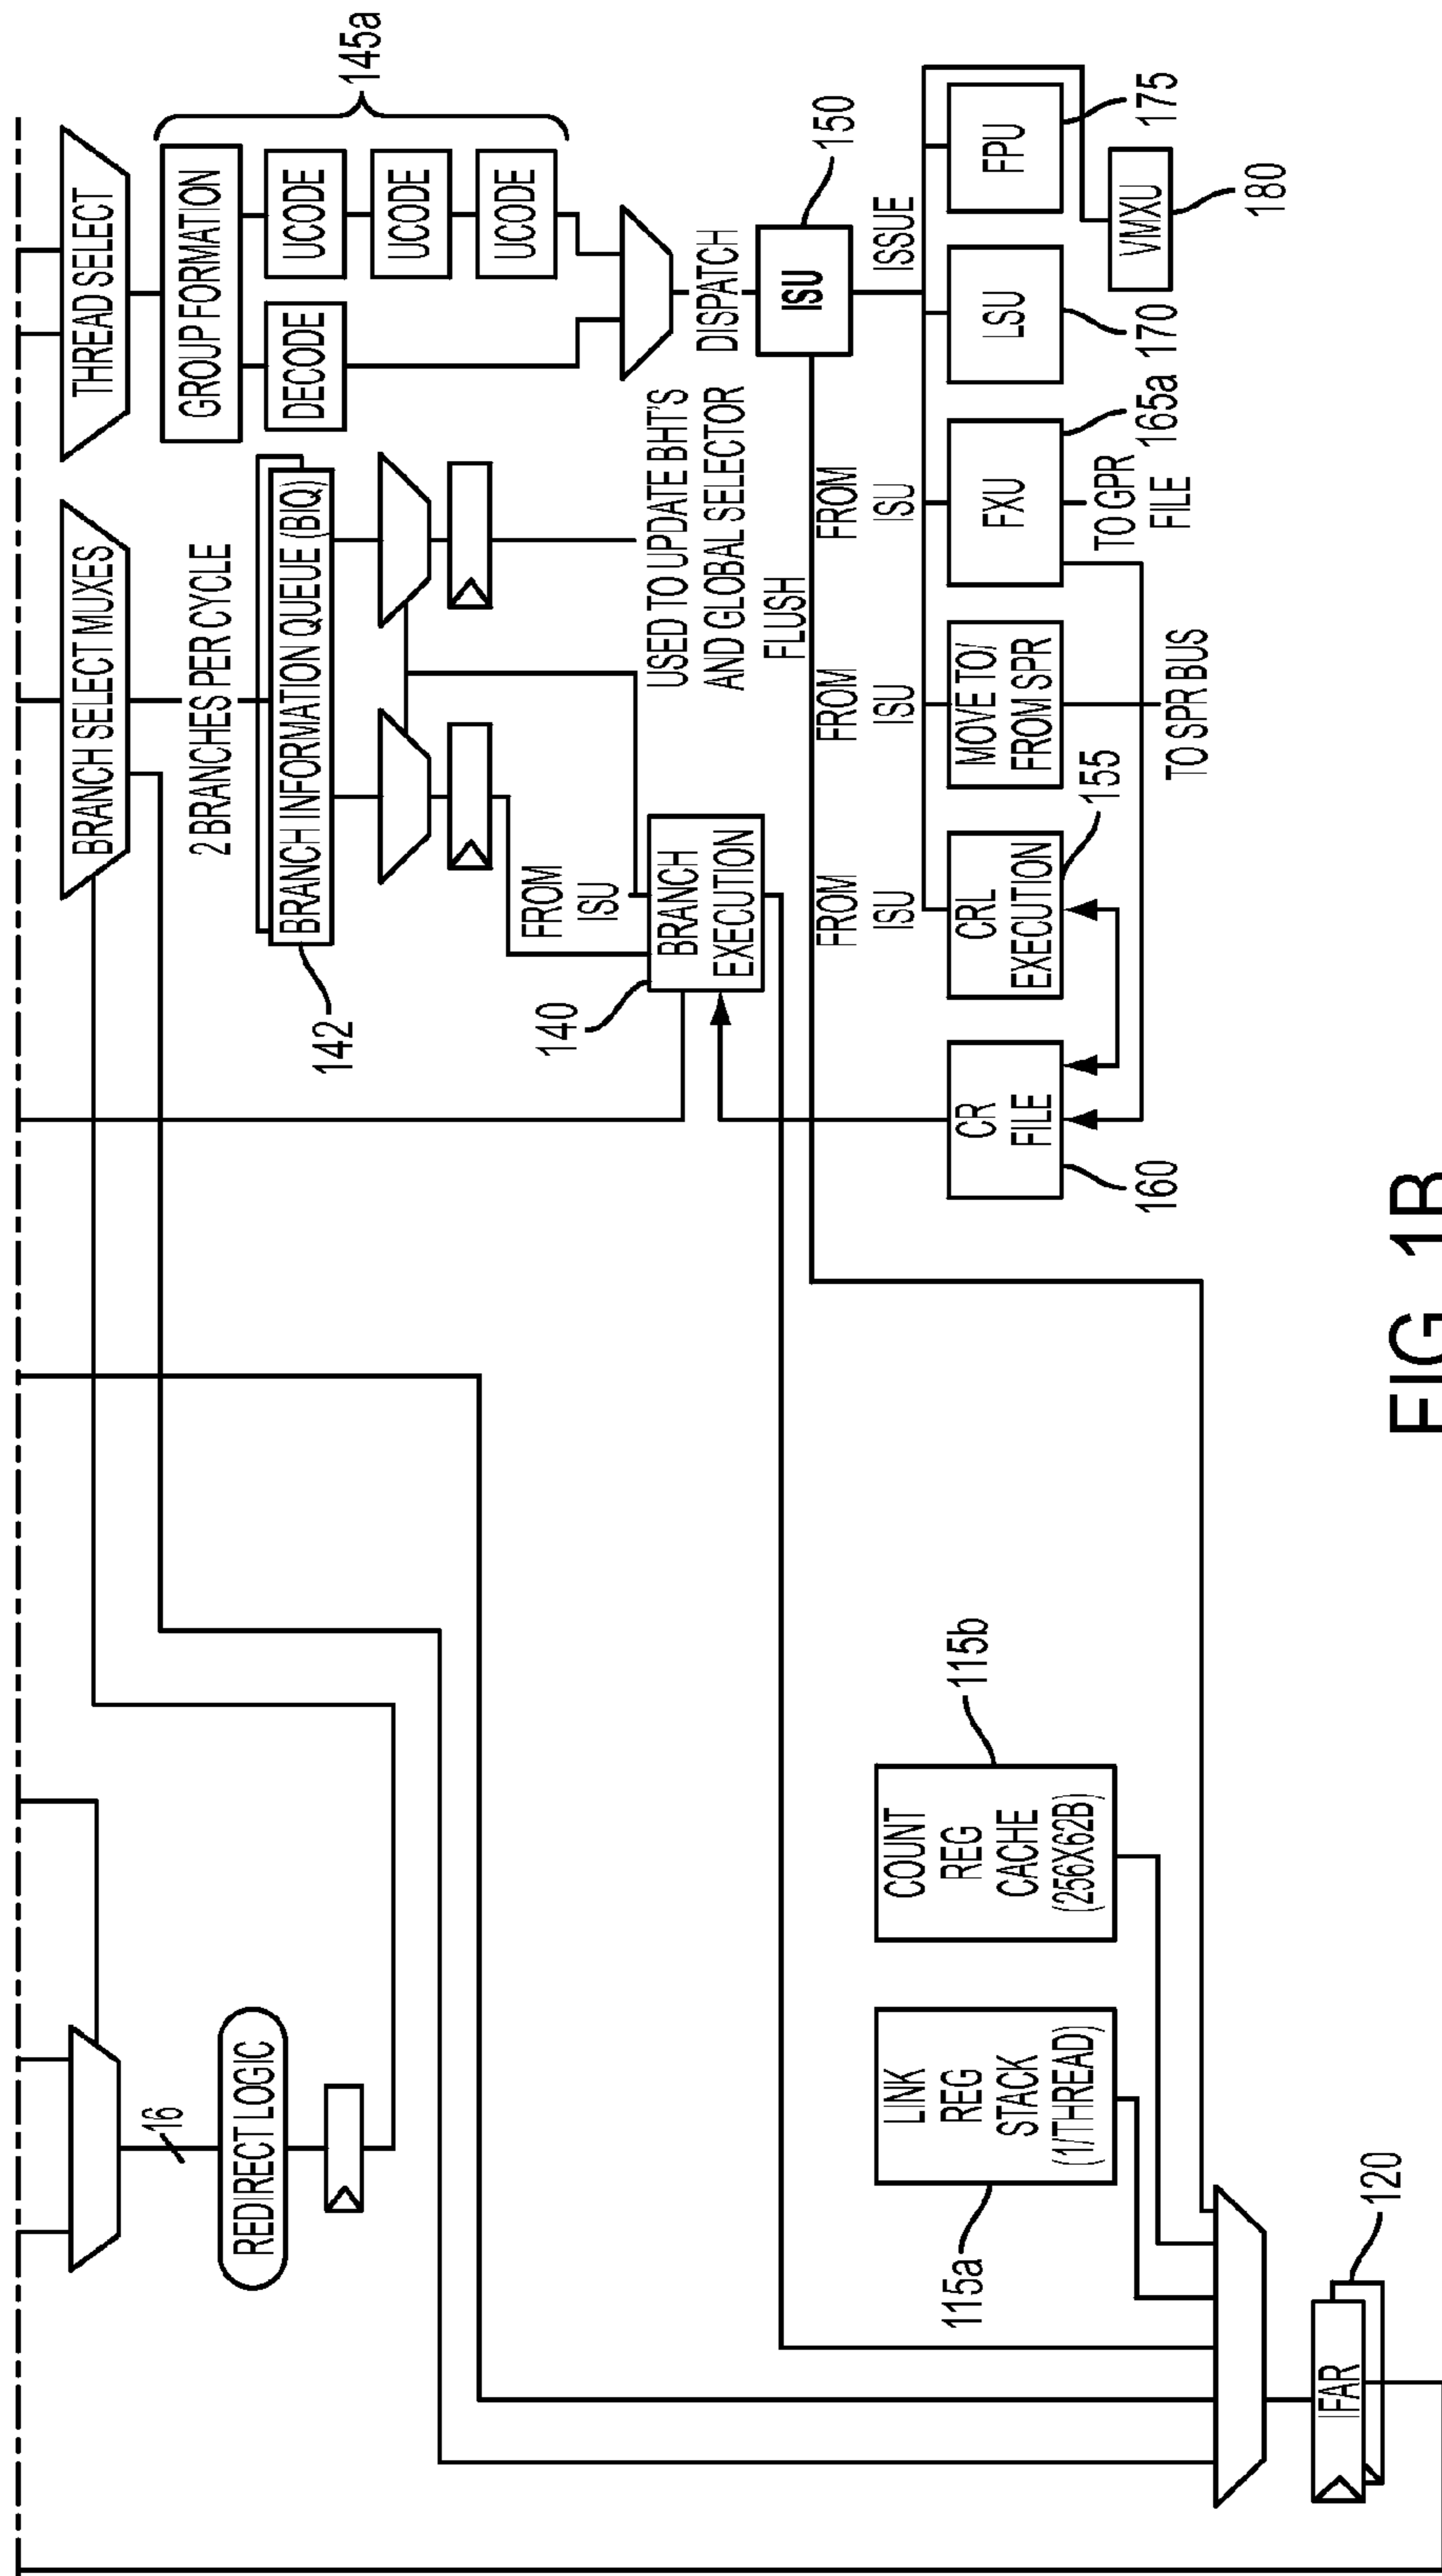 THREAD SELECT
GROUP FORMATION
UCODE
UCODE
UCODE
DECODE
145a
BRANCH SELECT MUXES
2 BRANCHES PER CYCLE
BRANCH INFORMATION QUEUE (BIQ)
142
16
REDIRECT LOGIC
DISPATCH
USED TO UPDATE BHT'S
AND GLOBAL SELECTOR
FROM
ISU
BRANCH
EXECUTION
140
ISU
150
FLUSH
ISSUE
FROM
ISU
FROM
ISU
FROM
ISU
CR
FILE
160
CRL
EXECUTION
155
MOVE TO/
FROM SPR
TO SPR BUS
FXU
165a
TO GPR
FILE
LSU
170
FPU
175
VMXU
180
LINK
REG
STACK
(1/THREAD)
115a
COUNT
REG
CACHE
(256X62B)
115b
IFAR
120
FIG. 1B